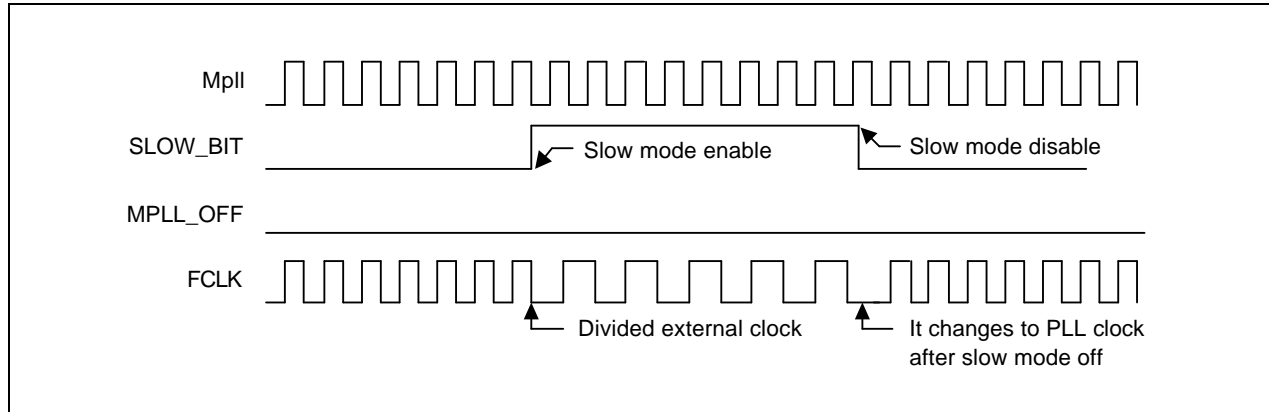 Mpll
SLOW_BIT
Slow mode enable
Slow mode disable
MPLL_OFF
FCLK
Divided external clock
It changes to PLL clock
after slow mode off